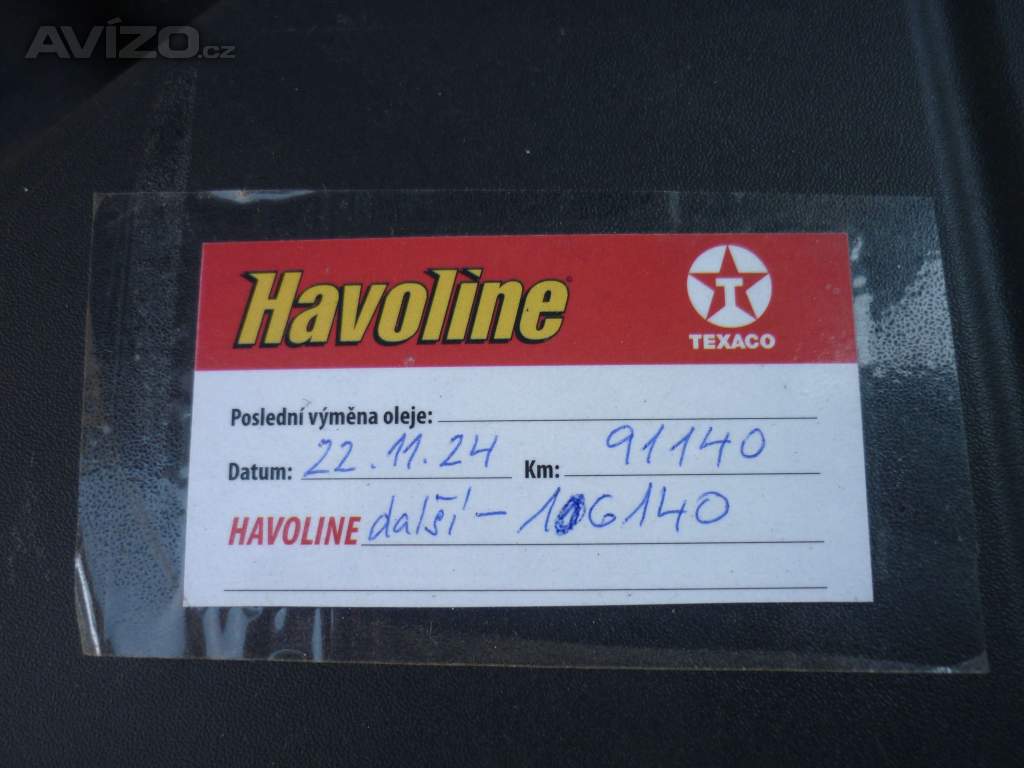 AVÍZO.cz
Havoline
TEXACO
Poslední výměna oleje:
Datum: 22.11.24 Km: 91140
HAVOLINE další - 106140